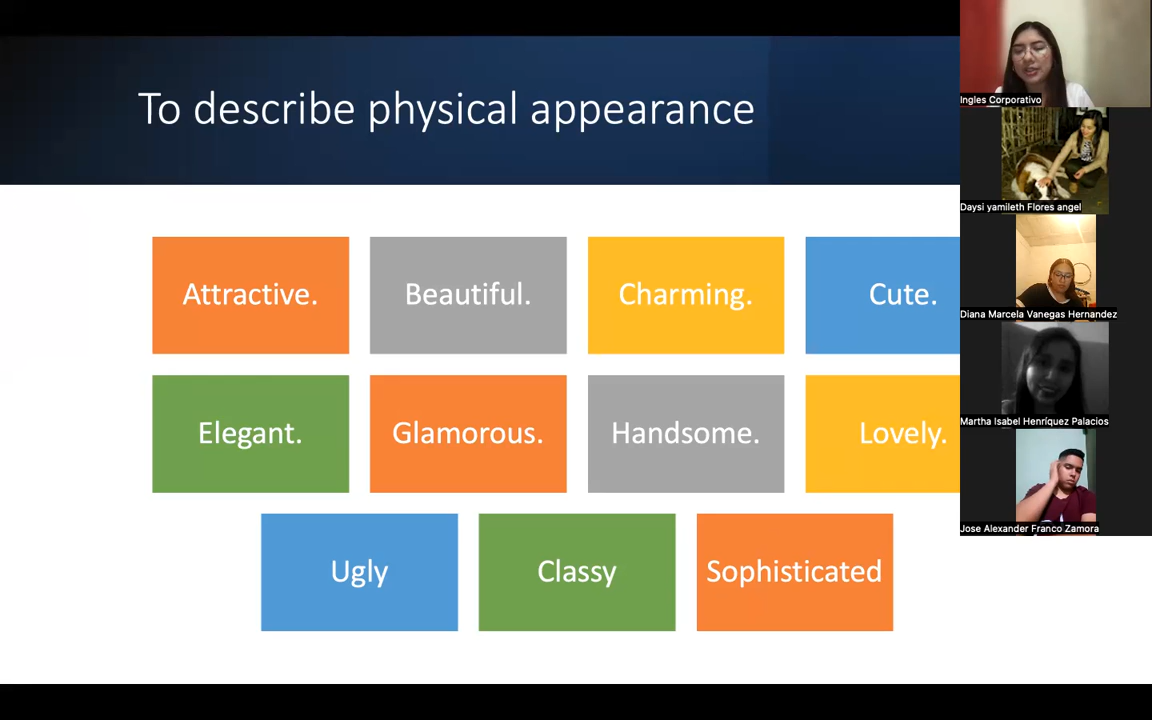 To describe physical appearance
Attractive.
Beautiful.
Charming.
Cute.
Elegant.
Glamorous.
Handsome.
Lovely.
Ugly
Classy
Sophisticated
Ingles Corporativo
Daysi yamileth Flores angel
Diana Marcela Vanegas Hernandez
Martha Isabel Henríquez Palacios
Jose Alexander Franco Zamora